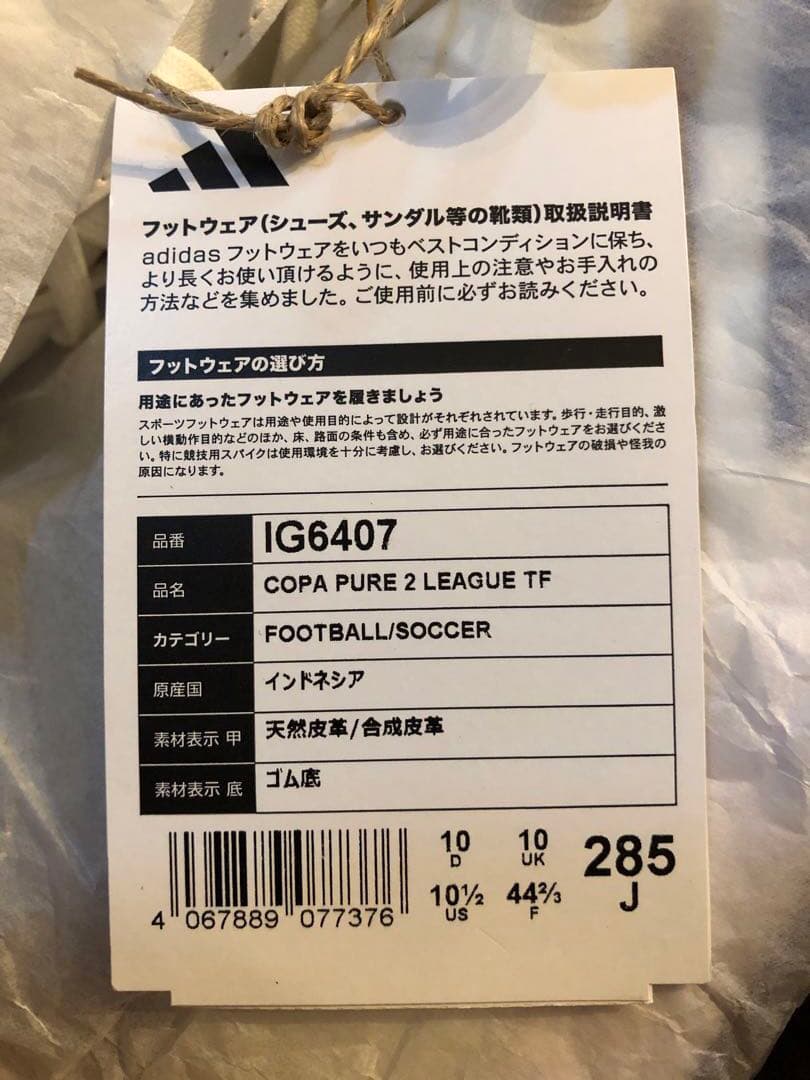 フットウェア(シューズ、サンダル等の靴類)取扱説明書
adidas フットウェアをいつもベストコンディションに保ち、
より長くお使い頂けるように、使用上の注意やお手入れの
方法などを集めました。ご使用前に必ずお読みください。
フットウェアの選び方
用途にあったフットウェアを履きましょう
スポーツフットウェアは用途や使用目的によって設計がそれぞれされています。歩行・走行目的、激
しい横動作目的などのほか、床、路面の条件も含め、必ず用途に合ったフットウェアをお選びくださ
い。特に競技用スパイクは使用環境を十分に考慮し、お選びください。フットウェアの破損や怪我の
原因になります。
品番 IG6407
品名 COPA PURE 2 LEAGUE TF
カテゴリー FOOTBALL/SOCCER
原産国 インドネシア
素材表示 甲 天然皮革/合成皮革
素材表示 底 ゴム底
10 D 10 UK 285 J
10½ US 44⅔ F
4 067889 077376